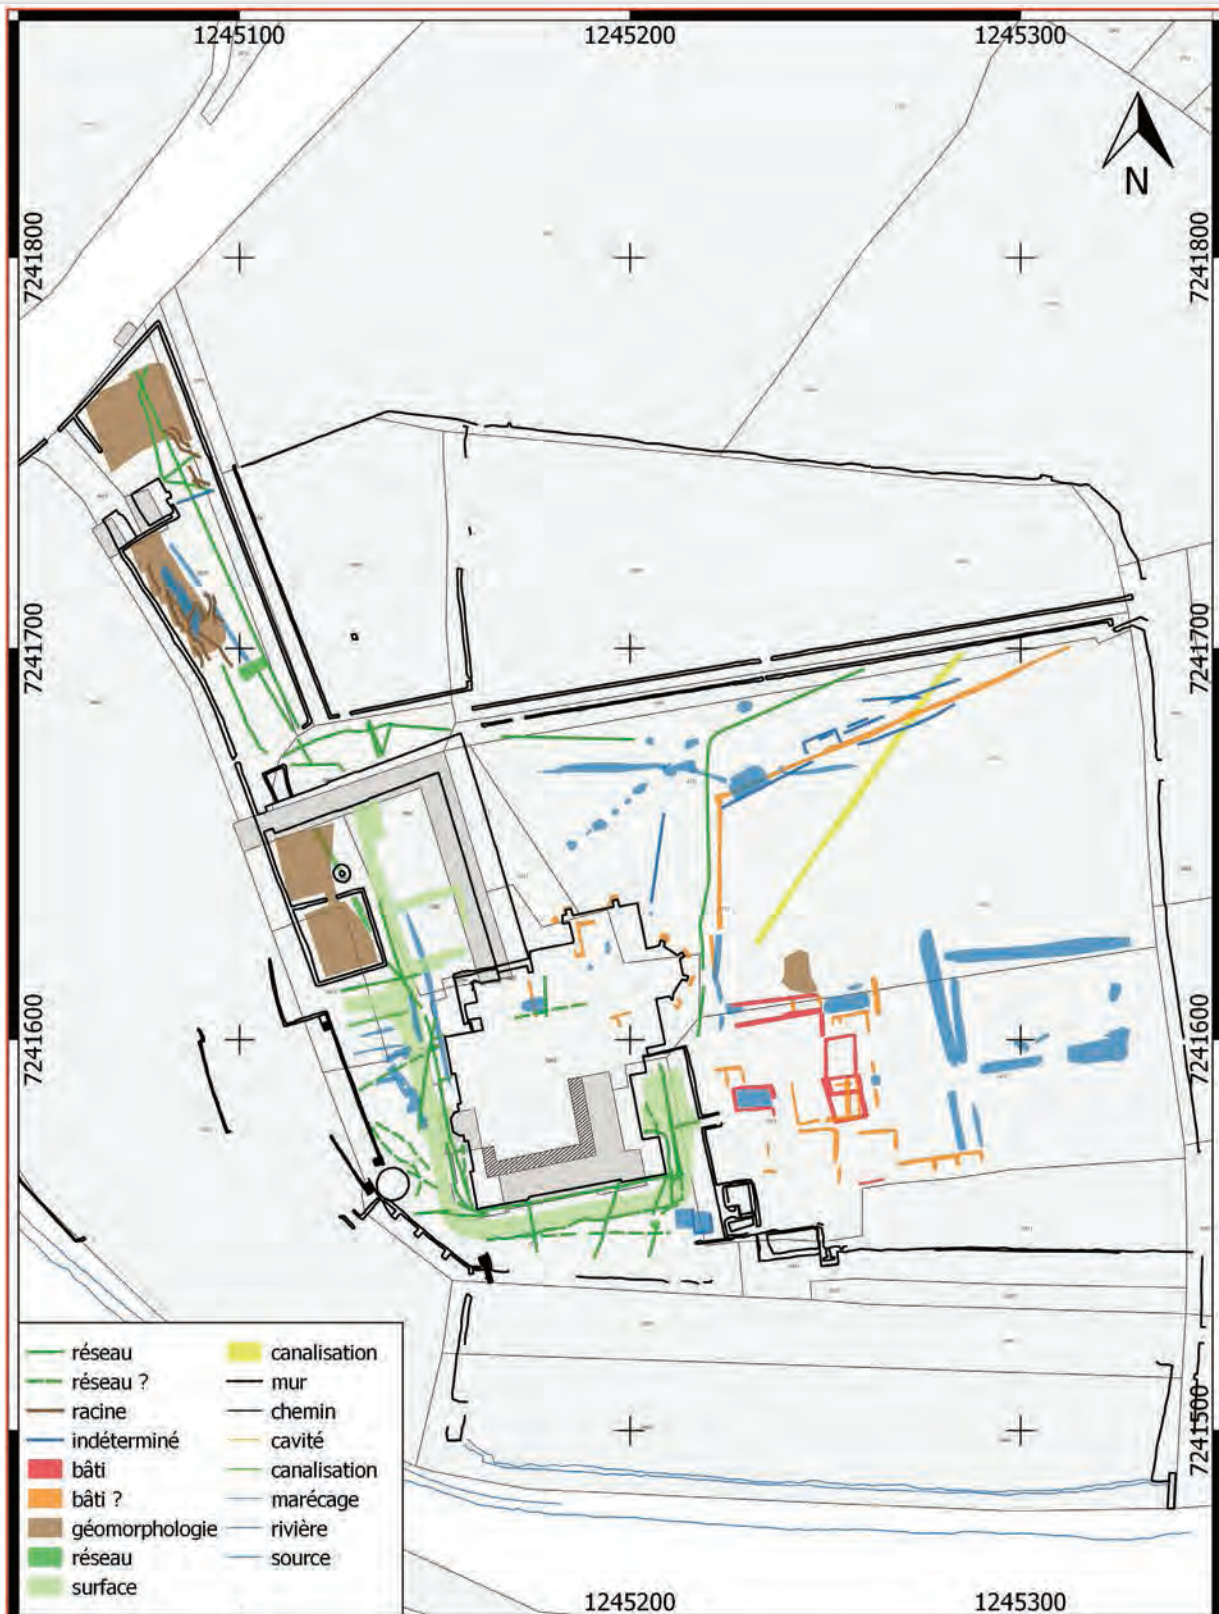 1245100 1245200 1245300
N
7241800 7241800
7241700 7241700
7241600 7241600
7241500
réseau
réseau ?
racine
indéterminé
bâti
bâti ?
géomorphologie
réseau
surface
canalisation
mur
chemin
cavité
canalisation
marécage
rivière
source
1245200 1245300